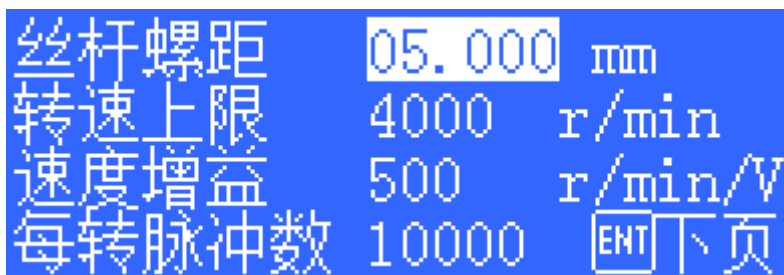 丝杆螺距 05.000 mm
转速上限 4000 r/min
速度增益 500 r/min/V
每转脉冲数 10000 ENT下页